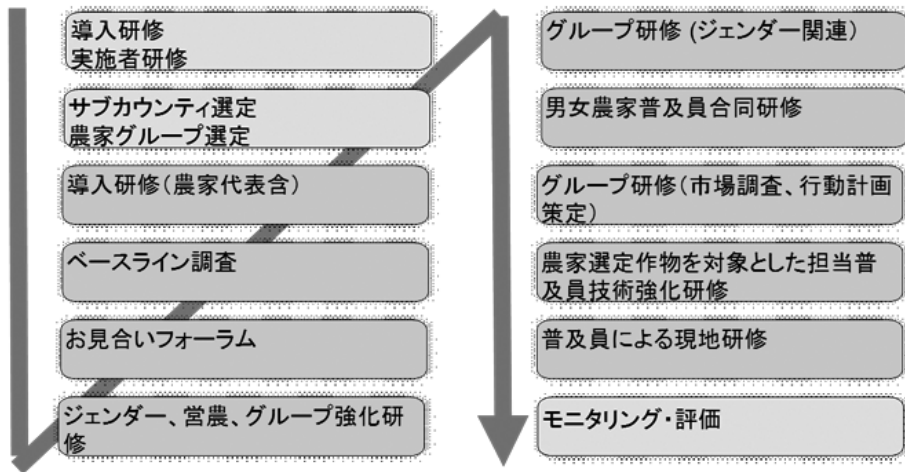 導入研修
実施者研修
サブカウンティ選定
農家グループ選定
導入研修（農家代表含）
ベースライン調査
お見合いフォーラム
ジェンダー、営農、グループ強化研
修
グループ研修 (ジェンダー関連）
男女農家普及員合同研修
グループ研修（市場調査、行動計画
策定）
農家選定作物を対象とした担当普
及員技術強化研修
普及員による現地研修
モニタリング・評価